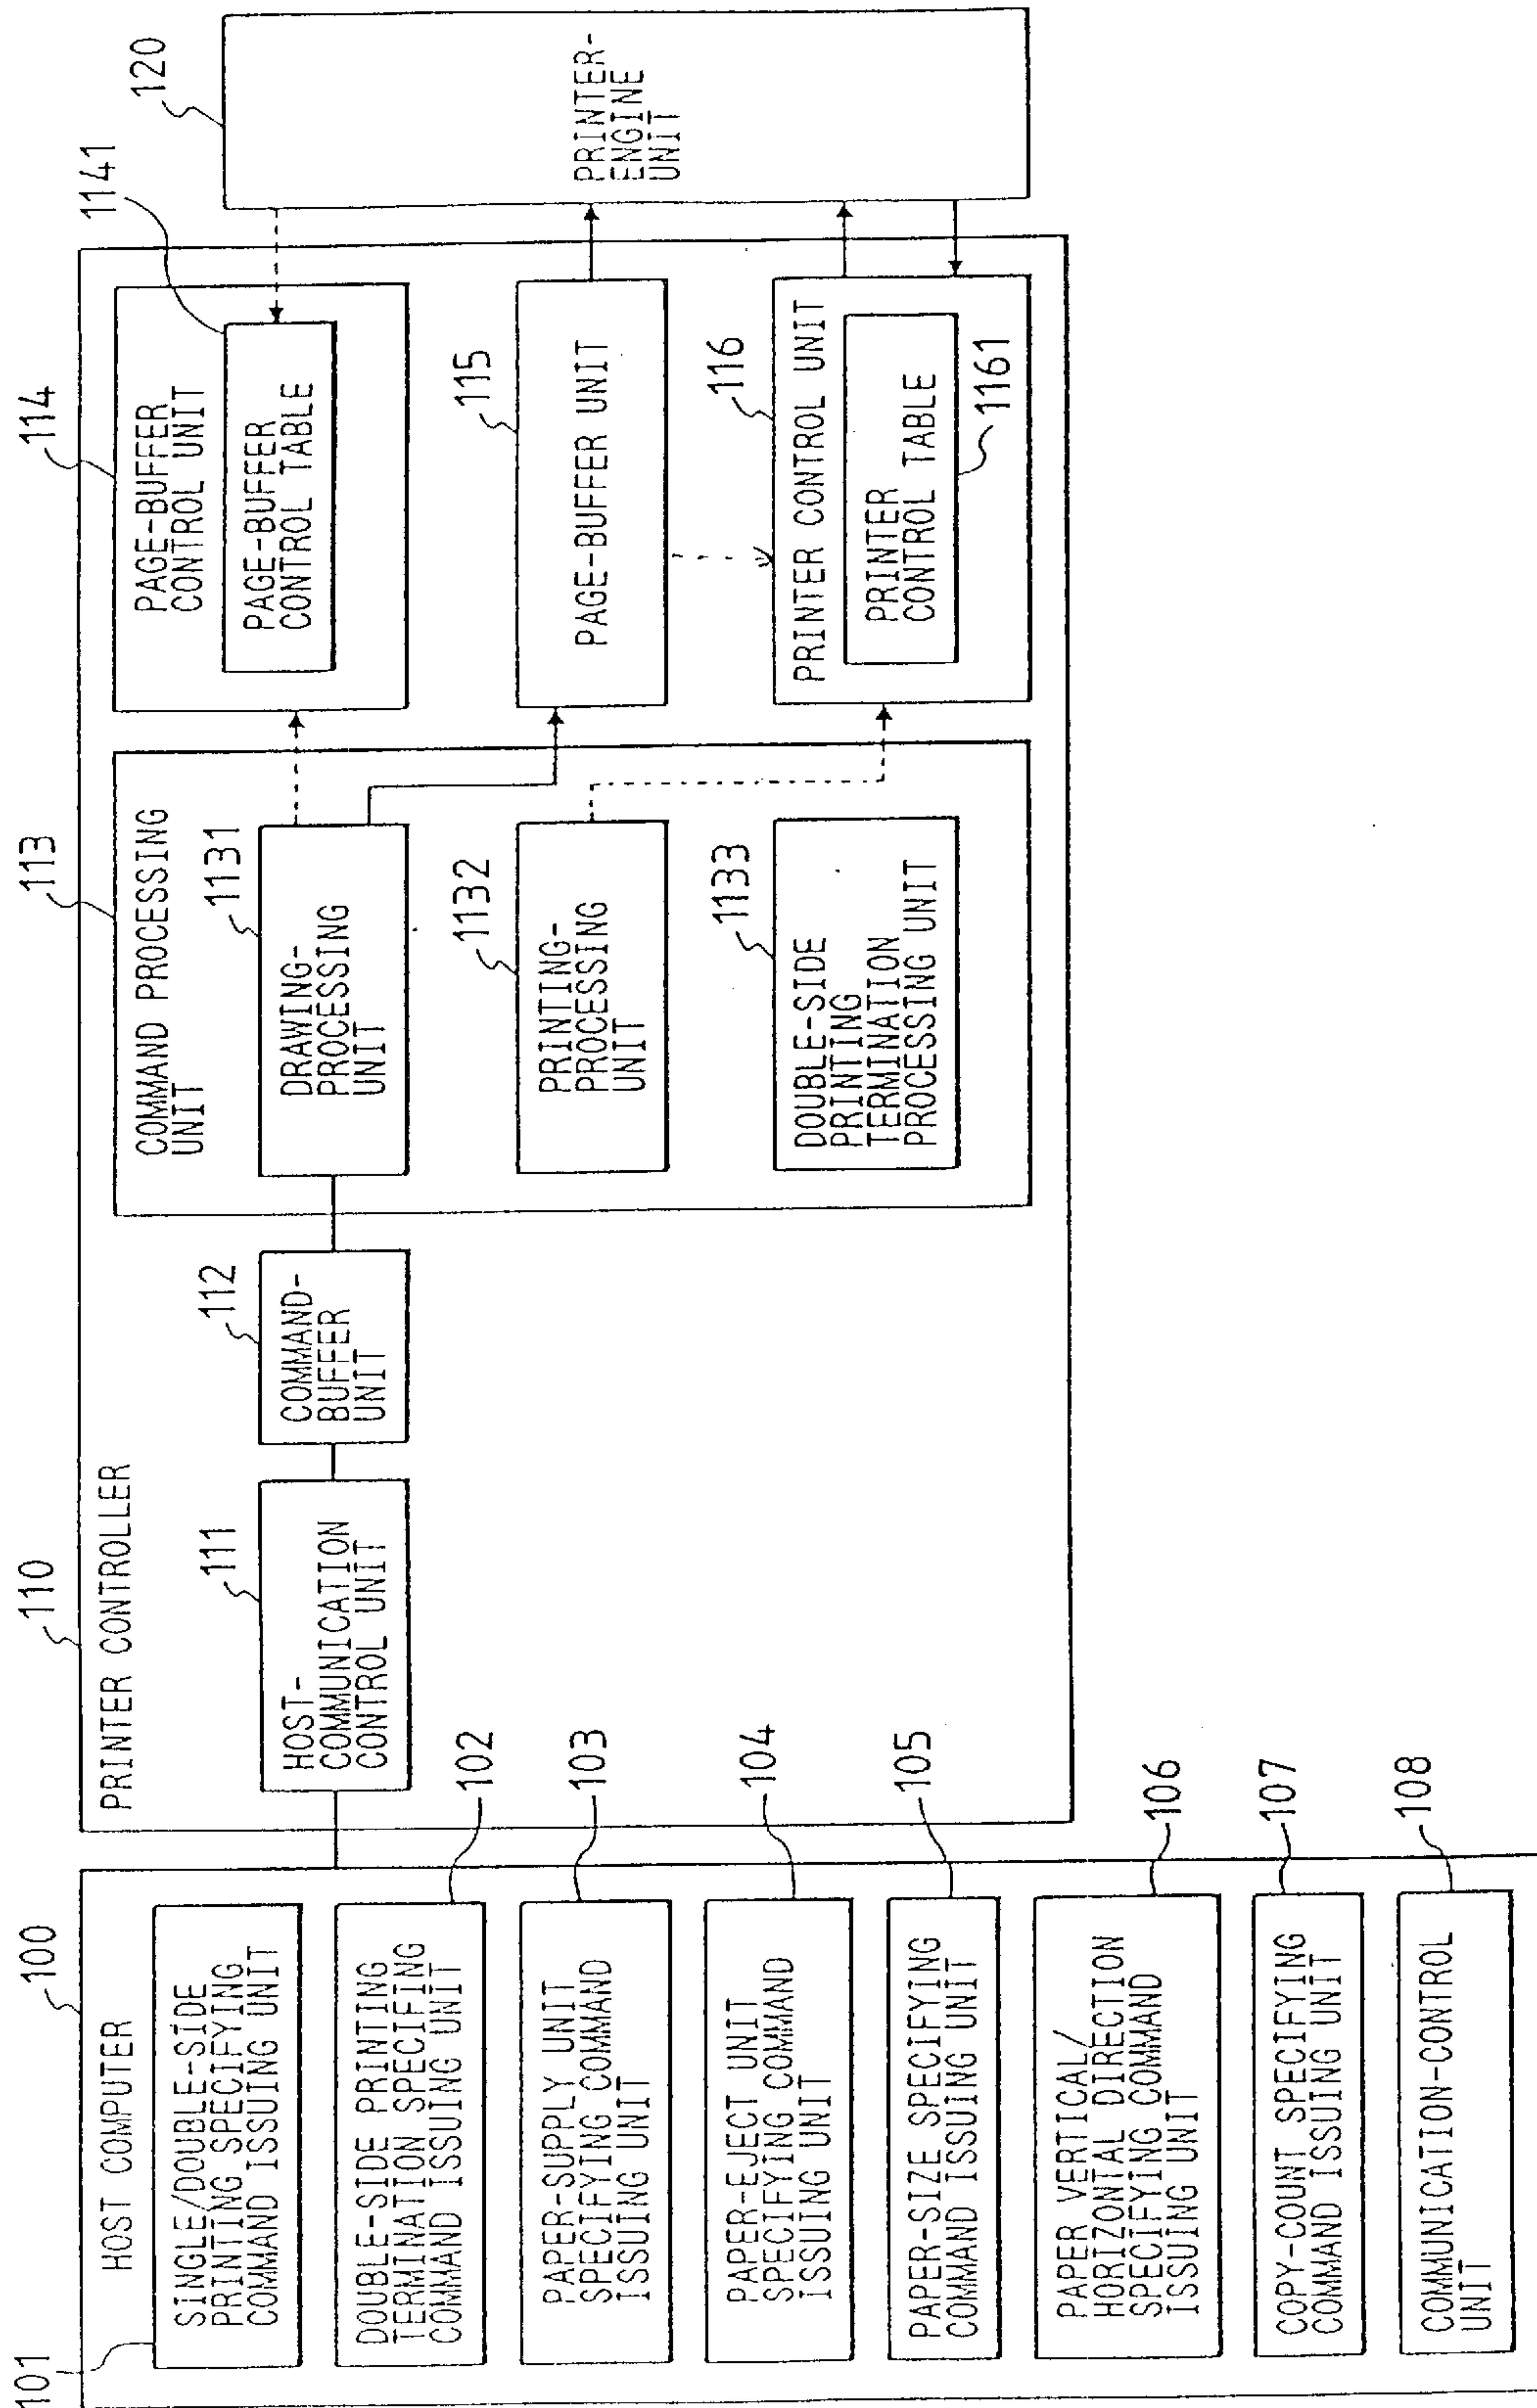 100
HOST COMPUTER
101
SINGLE/DOUBLE-SIDE
PRINTING SPECIFYING
COMMAND ISSUING UNIT
DOUBLE-SIDE PRINTING
TERMINATION SPECIFING
COMMAND ISSUING UNIT
102
PAPER-SUPPLY UNIT
SPECIFYING COMMAND
ISSUING UNIT
103
PAPER-EJECT UNIT
SPECIFYING COMMAND
ISSUING UNIT
104
PAPER-SIZE SPECIFYING
COMMAND ISSUING UNIT
105
PAPER VERTICAL/
HORIZONTAL DIRECTION
SPECIFYING COMMAND
ISSUING UNIT
106
COPY-COUNT SPECIFYING
COMMAND ISSUING UNIT
107
COMMUNICATION-CONTROL
UNIT
108
110
PRINTER CONTROLLER
111
HOST-
COMMUNICATION
CONTROL UNIT
112
COMMAND-
BUFFER
UNIT
113
COMMAND PROCESSING
UNIT
1131
DRAWING-
PROCESSING
UNIT
1132
PRINTING-
PROCESSING
UNIT
1133
DOUBLE-SIDE
PRINTING
TERMINATION
PROCESSING UNIT
114
PAGE-BUFFER
CONTROL UNIT
1141
PAGE-BUFFER
CONTROL TABLE
115
PAGE-BUFFER UNIT
116
PRINTER CONTROL UNIT
PRINTER
CONTROL TABLE
1161
120
PRINTER-
ENGINE
UNIT